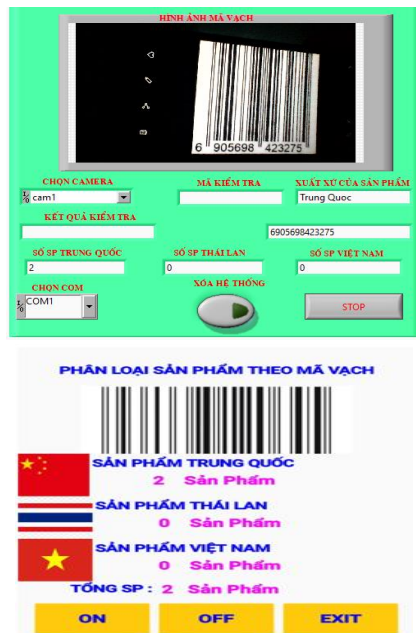 HÌNH ẢNH MÃ VẠCH
6 905698 423275
CHỌN CAMERA
MÃ KIỂM TRA
XUẤT XỨ CỦA SẢN PHẨM
cam1
Trung Quoc
KẾT QUẢ KIỂM TRA
6905698423275
SỐ SP TRUNG QUỐC
SỐ SP THÁI LAN
SỐ SP VIỆT NAM
2
0
0
CHỌN COM
XÓA HỆ THỐNG
COM1
STOP
PHÂN LOẠI SẢN PHẨM THEO MÃ VẠCH
SẢN PHẨM TRUNG QUỐC
2 Sản Phẩm
SẢN PHẨM THÁI LAN
0 Sản Phẩm
SẢN PHẨM VIỆT NAM
0 Sản Phẩm
TỔNG SP : 2 Sản Phẩm
ON
OFF
EXIT